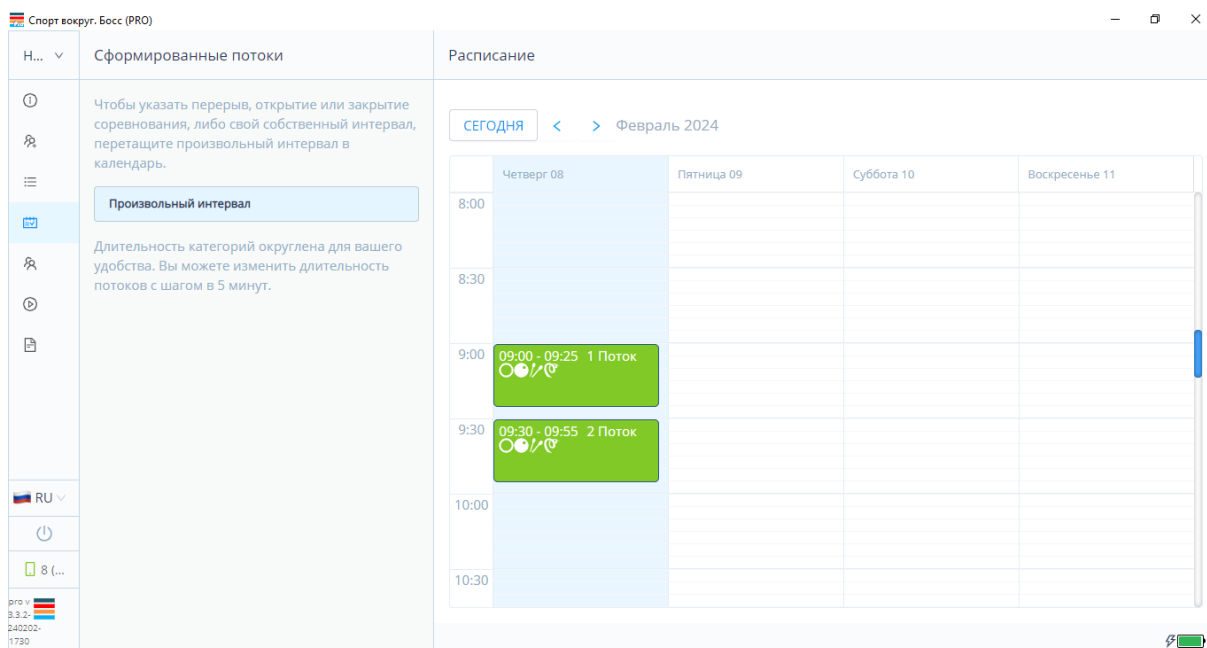 Спорт вокруг. Босс (PRO)
Н...
Сформированные потоки
Расписание
Чтобы указать перерыв, открытие или закрытие
соревнования, либо свой собственный интервал,
перетащите произвольный интервал в
календарь.
Произвольный интервал
Длительность категорий округлена для вашего
удобства. Вы можете изменить длительность
потоков с шагом в 5 минут.
СЕГОДНЯ
Февраль 2024
Четверг 08
Пятница 09
Суббота 10
Воскресенье 11
8:00
8:30
9:00
09:00 - 09:25 1 Поток
9:30
09:30 - 09:55 2 Поток
10:00
10:30
RU
8 (...
pro v
3.3.2-
240202-
1730